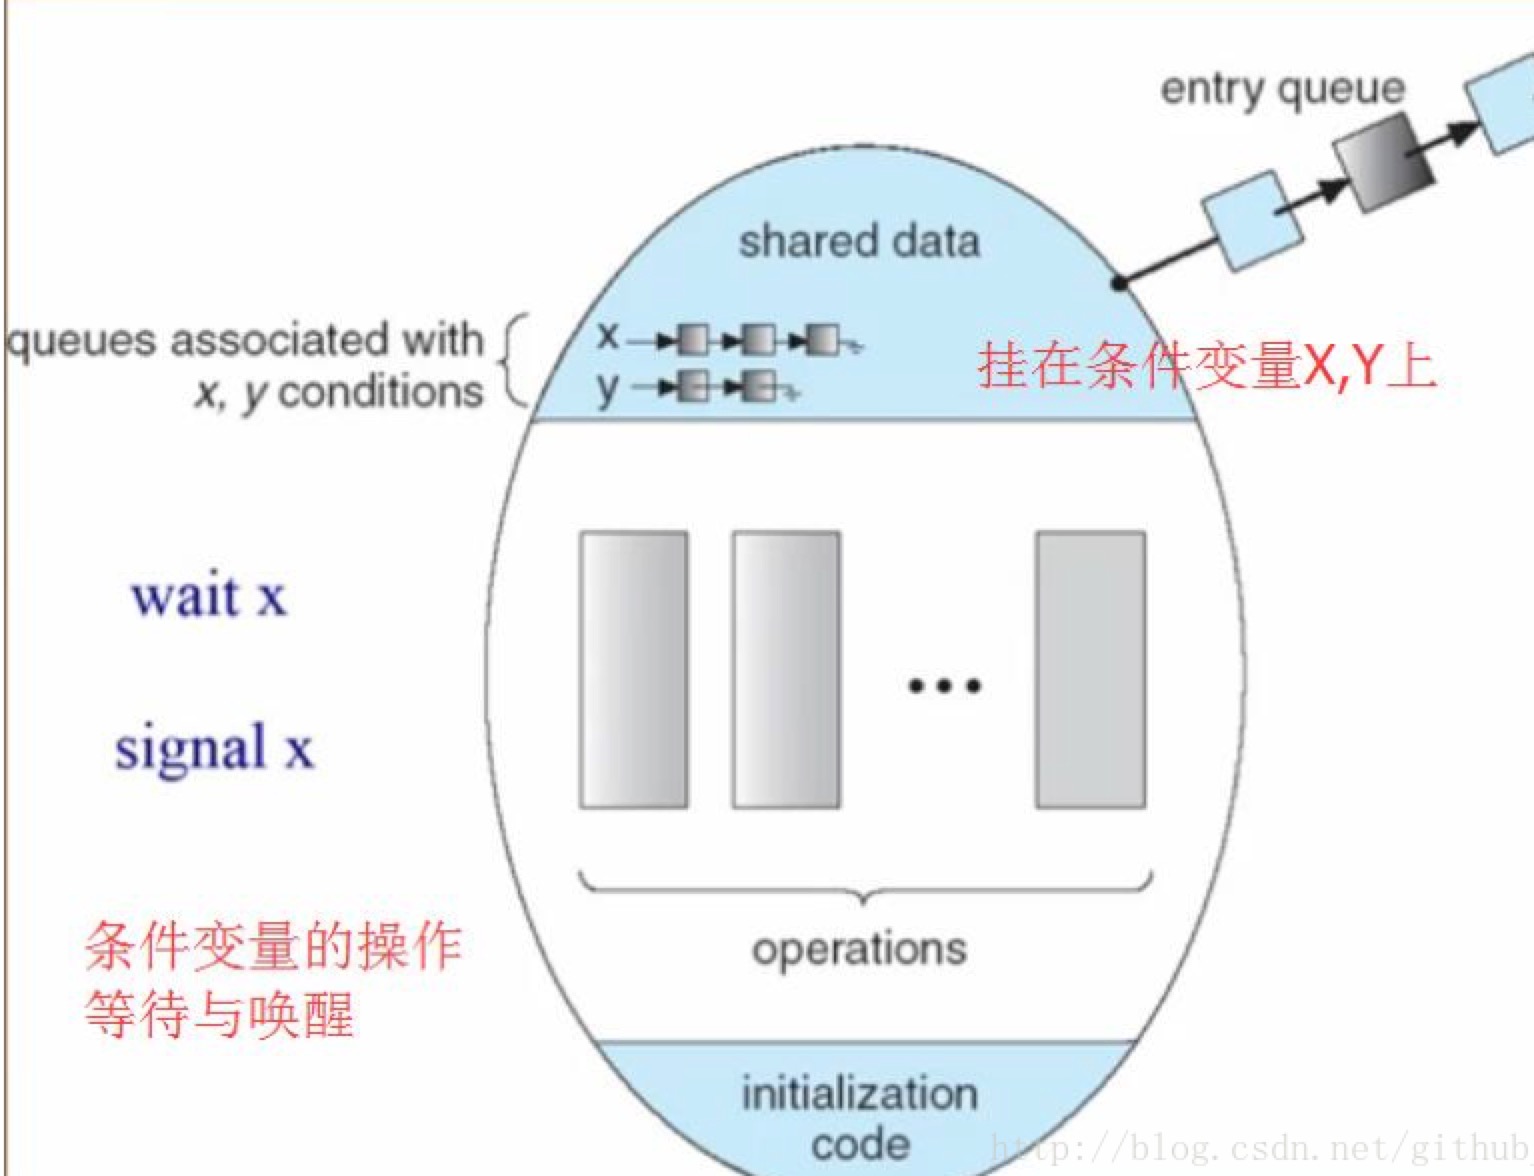 entry queue
shared data
queues associated with
x, y conditions
x
y
挂在条件变量X,Y上
wait x
signal x
operations
条件变量的操作
等待与唤醒
initialization
code
http://blog.csdn.net/github